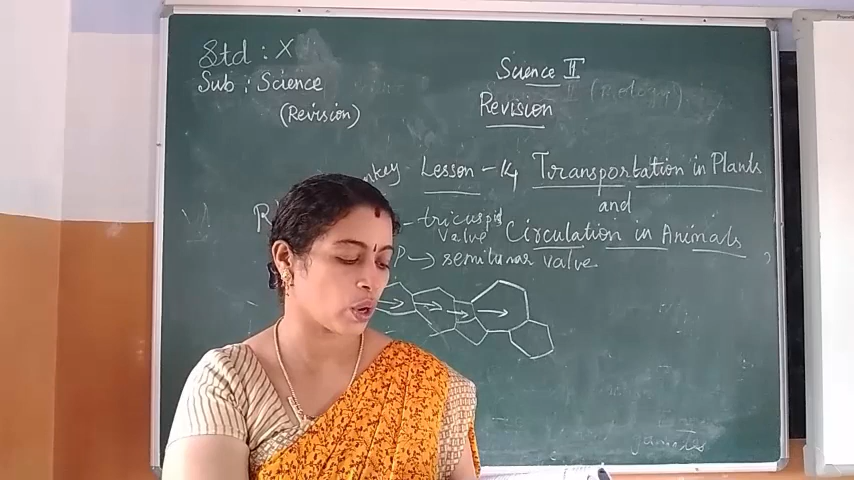 Std : X
Sub : Science
(Revision)
Science II
Revision
Lesson - 14 Transportation in Plants
and
Circulation in Animals
- tricuspid
valve
P → semilunar valve